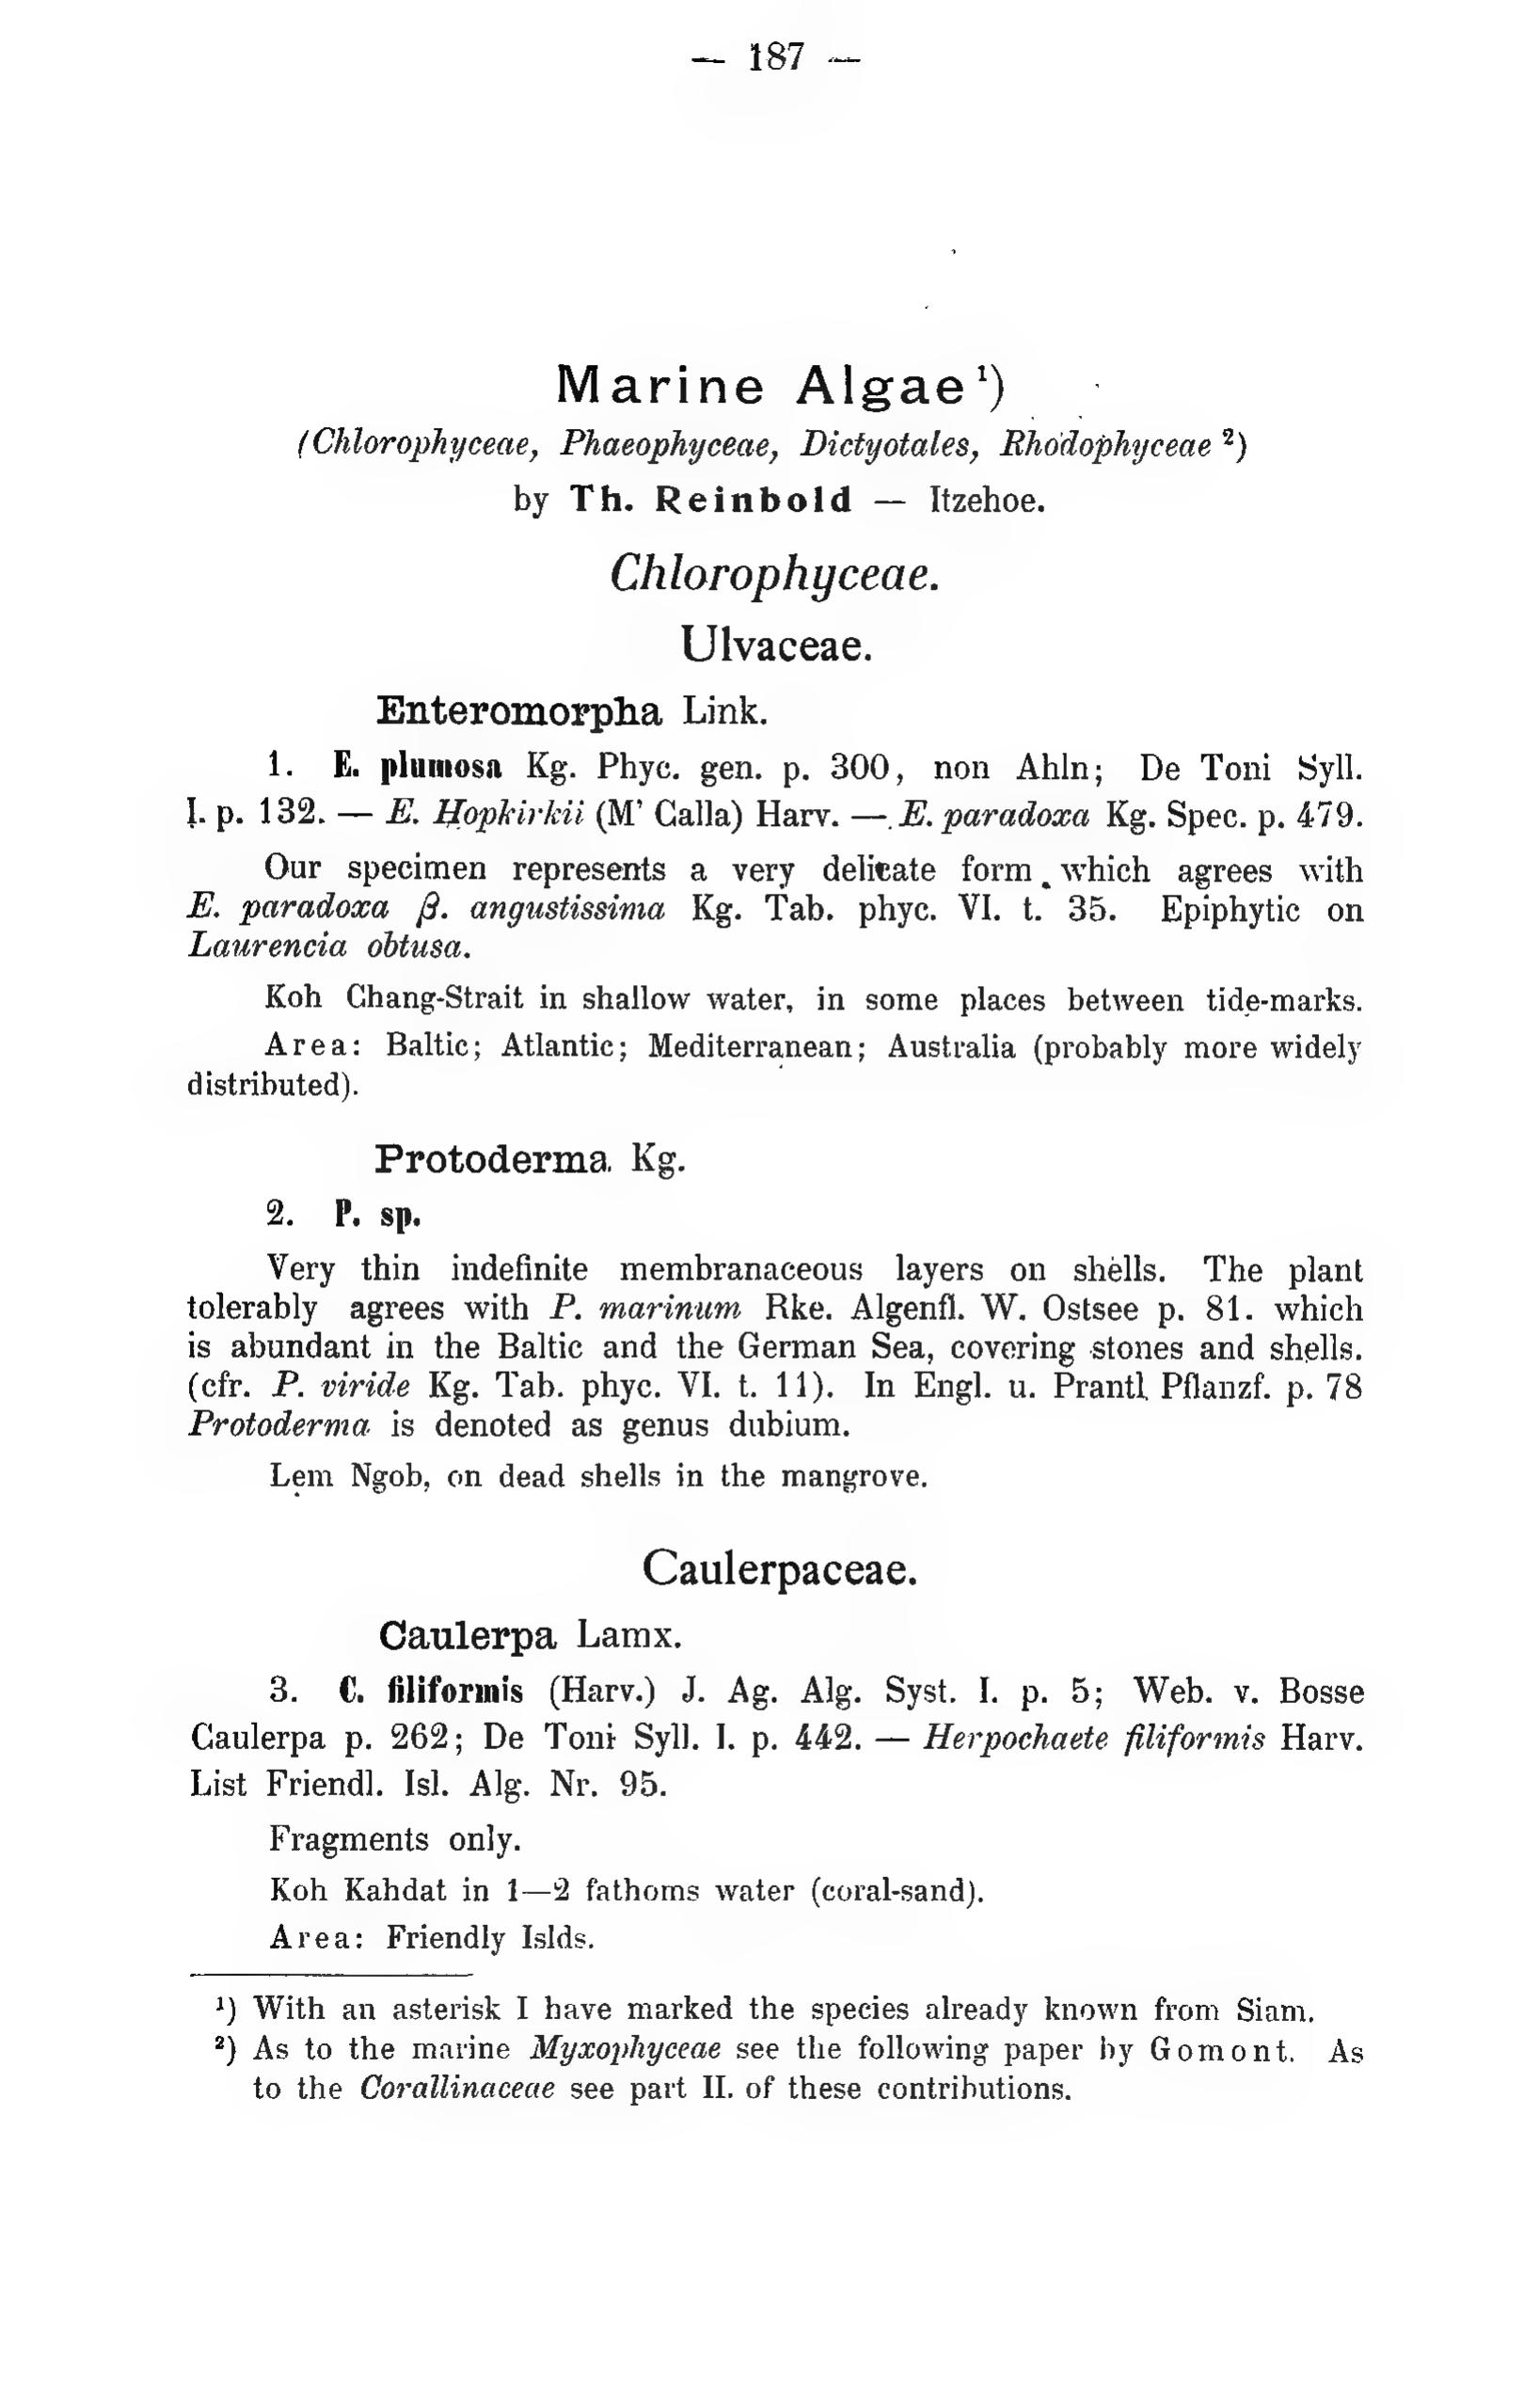 — 187 —
Marine Algae ¹)
(Chlorophyceae, Phaeophyceae, Dictyotales, Rhodophyceae ²)
by Th. Reinbold — Itzehoe.
Chlorophyceae.
Ulvaceae.
Enteromorpha Link.
1. E. plumosa Kg. Phyc. gen. p. 300, non Ahln; De Toni Syll.
I. p. 132. — E. Hopkirkii (M' Calla) Harv. — E. paradoxa Kg. Spec. p. 479.
Our specimen represents a very delicate form which agrees with
E. paradoxa β. angustissima Kg. Tab. phyc. VI. t. 35. Epiphytic on
Laurencia obtusa.
Koh Chang-Strait in shallow water, in some places between tide-marks.
Area: Baltic; Atlantic; Mediterranean; Australia (probably more widely
distributed).
Protoderma Kg.
2. P. sp.
Very thin indefinite membranaceous layers on shells. The plant
tolerably agrees with P. marinum Rke. Algenfl. W. Ostsee p. 81. which
is abundant in the Baltic and the German Sea, covering stones and shells.
(cfr. P. viride Kg. Tab. phyc. VI. t. 11). In Engl. u. Prantl Pflanzf. p. 78
Protoderma is denoted as genus dubium.
Lem Ngob, on dead shells in the mangrove.
Caulerpaceae.
Caulerpa Lamx.
3. C. filiformis (Harv.) J. Ag. Alg. Syst. I. p. 5; Web. v. Bosse
Caulerpa p. 262; De Toni Syll. I. p. 442. — Herpochaete filiformis Harv.
List Friendl. Isl. Alg. Nr. 95.
Fragments only.
Koh Kahdat in 1—2 fathoms water (coral-sand).
Area: Friendly Islds.
¹) With an asterisk I have marked the species already known from Siam.
²) As to the marine Myxophyceae see the following paper by Gomont. As
to the Corallinaceae see part II. of these contributions.